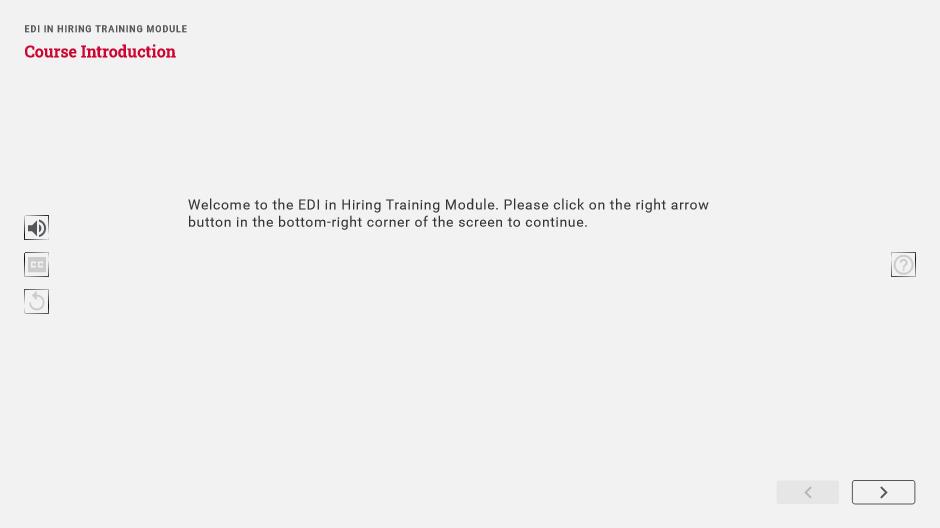 EDI IN HIRING TRAINING MODULE
Course Introduction
Welcome to the EDI in Hiring Training Module. Please click on the right arrow
button in the bottom-right corner of the screen to continue.
CC
?